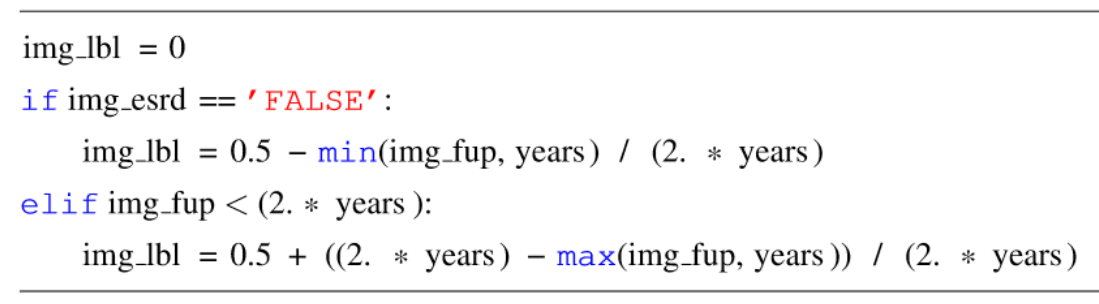 img_lbl = 0
if img_esrd == 'FALSE':
    img_lbl = 0.5 − min(img_fup, years) / (2. * years)
elif img_fup < (2. * years):
    img_lbl = 0.5 + ((2. * years) − max(img_fup, years)) / (2. * years)